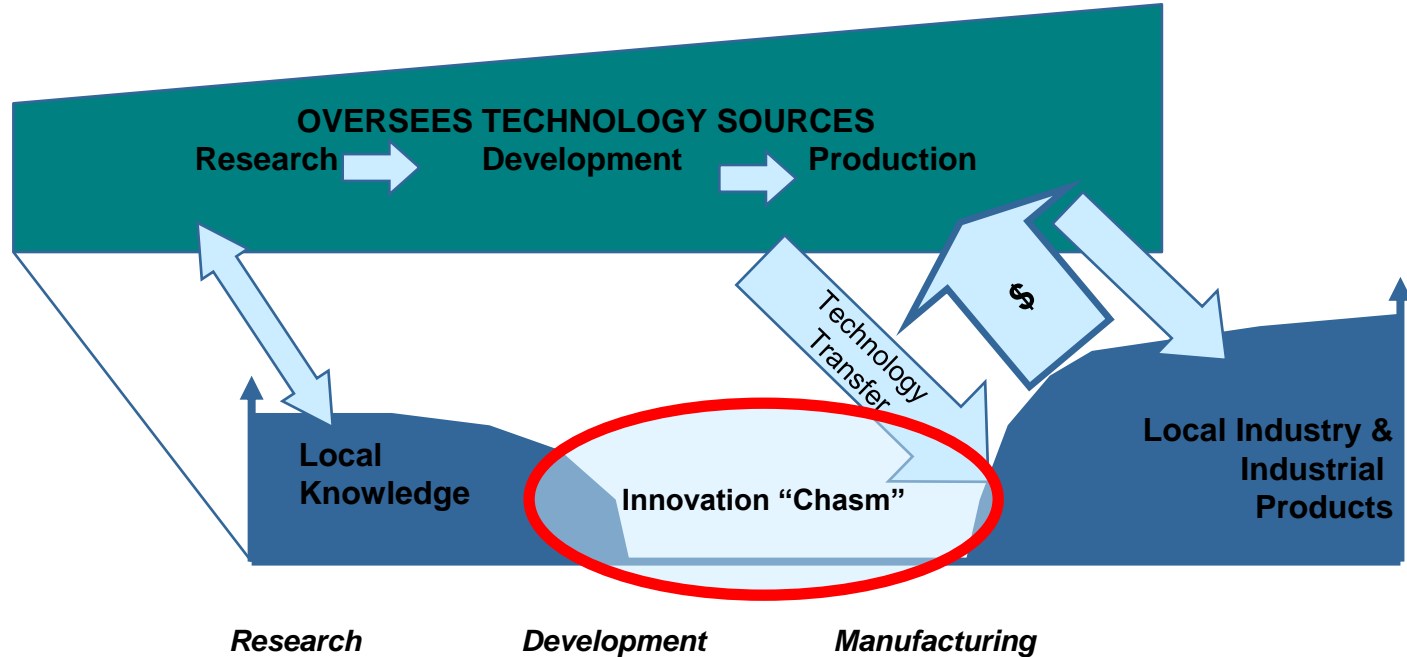 OVERSEES TECHNOLOGY SOURCES
Research Development Production
Technology
Transfer
$
Local
Knowledge
Innovation “Chasm”
Local Industry &
Industrial
Products
Research Development Manufacturing